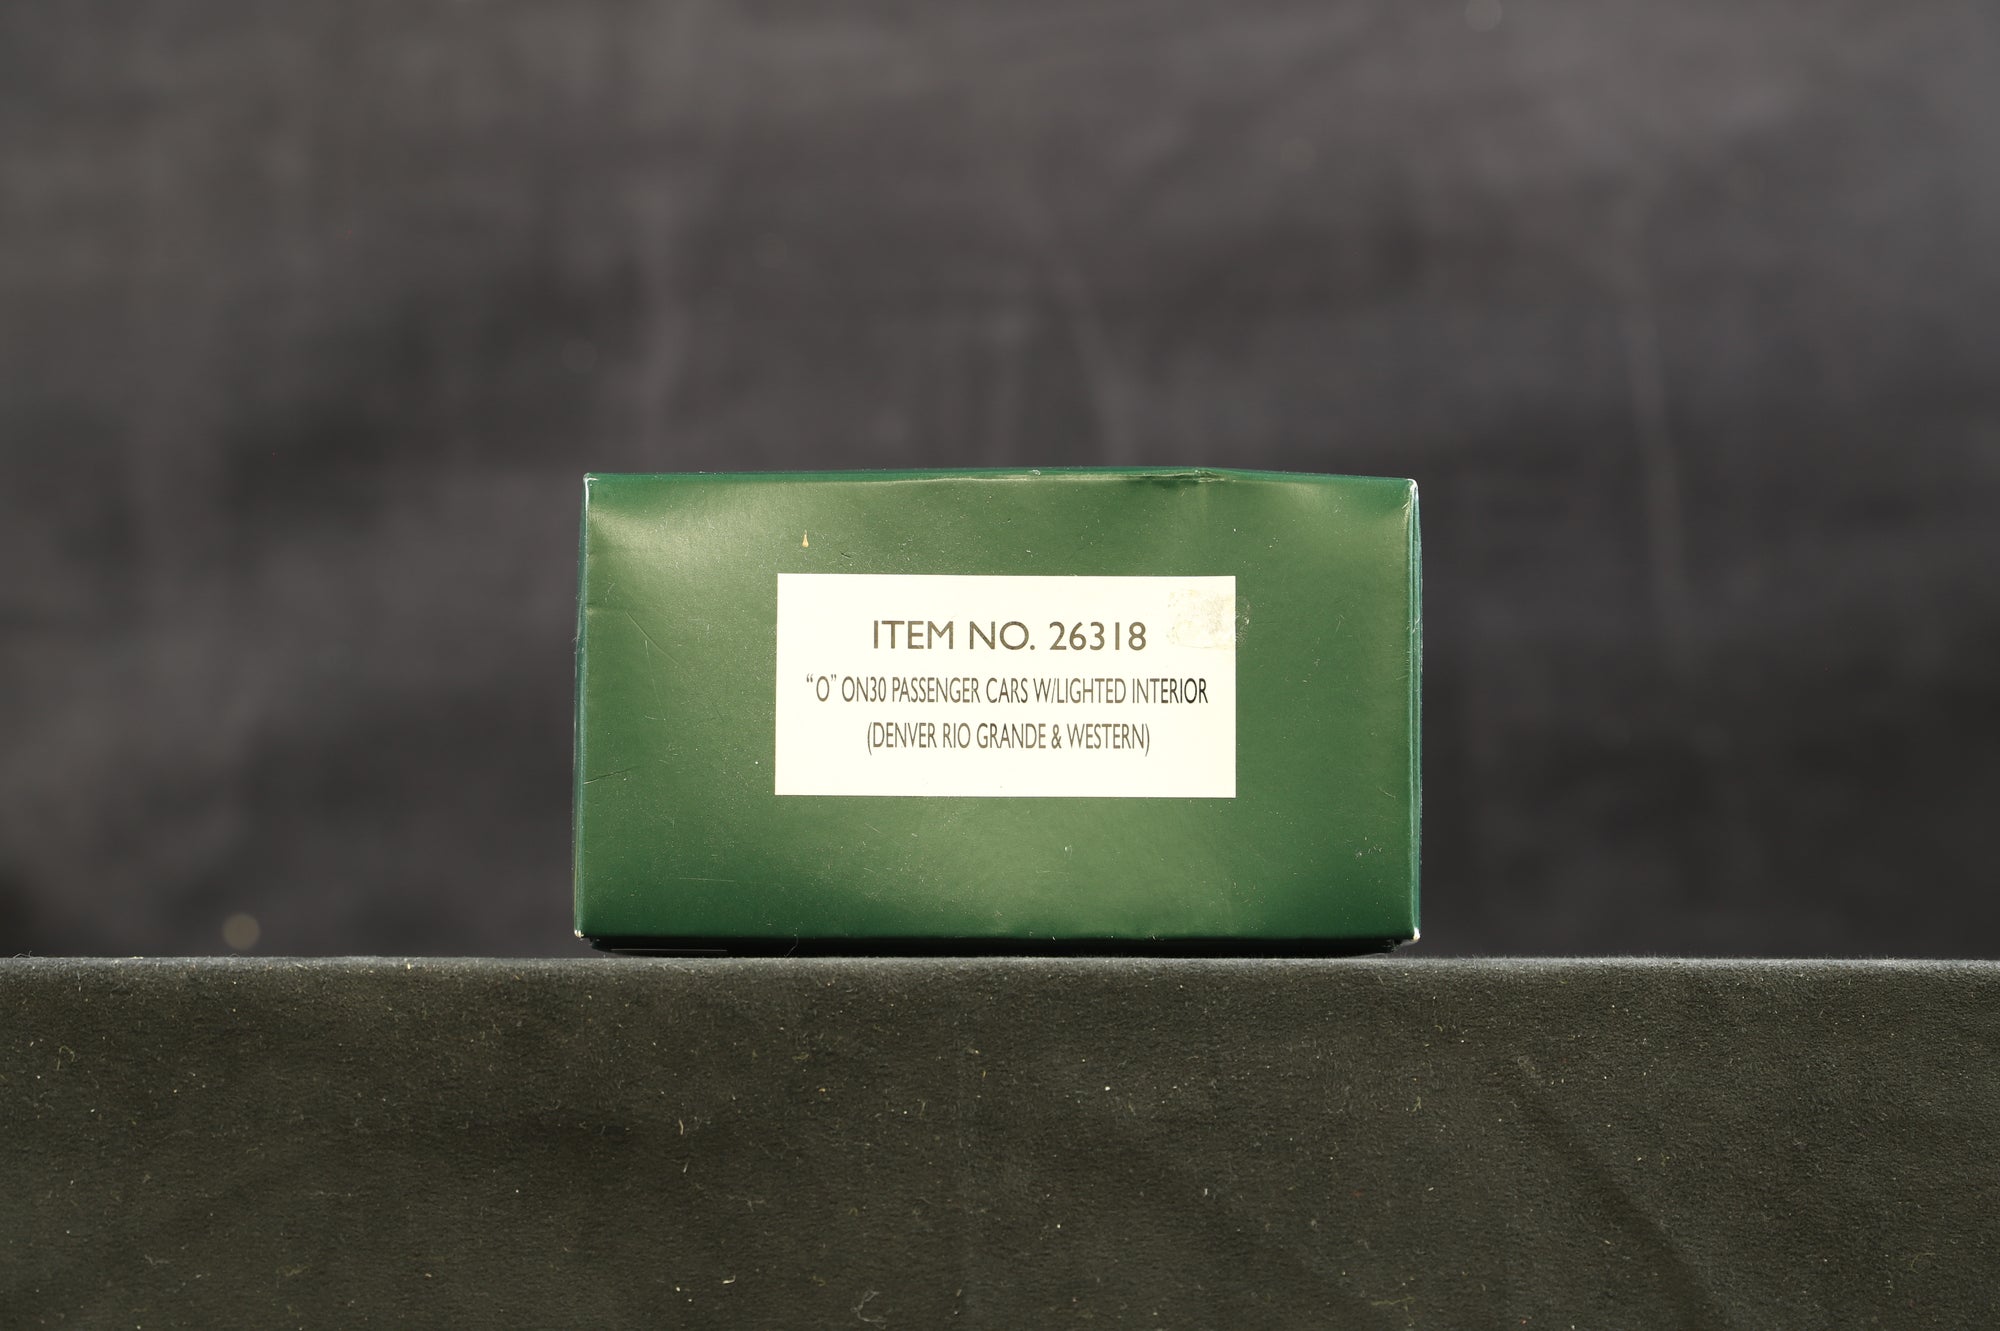 ITEM NO. 26318
“O” ON30 PASSENGER CARS W/LIGHTED INTERIOR
(DENVER RIO GRANDE & WESTERN)